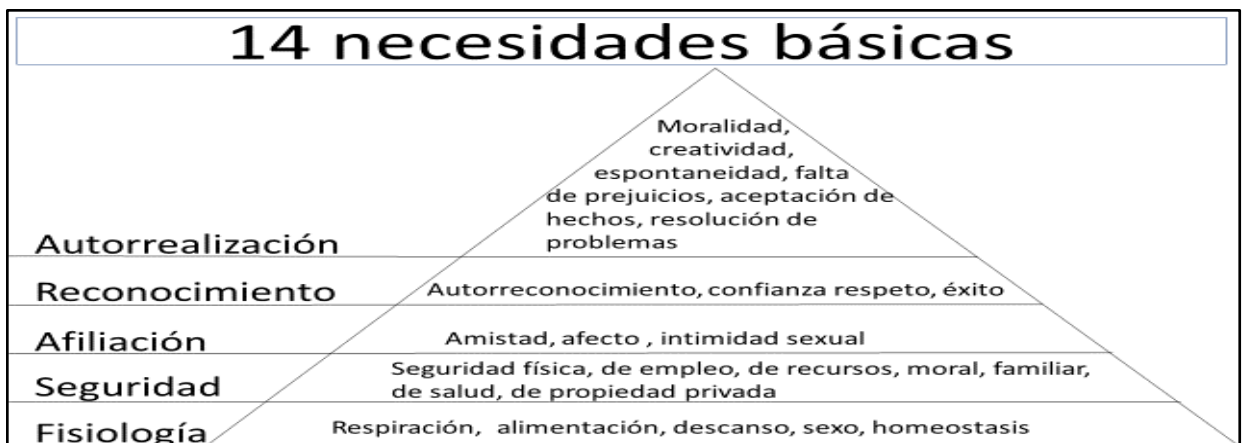 14 necesidades básicas
Moralidad,
creatividad,
espontaneidad, falta
de prejuicios, aceptación de
hechos, resolución de
problemas
Autorrealización
Reconocimiento
Autorreconocimiento, confianza respeto, éxito
Afiliación
Amistad, afecto , intimidad sexual
Seguridad
Seguridad física, de empleo, de recursos, moral, familiar,
de salud, de propiedad privada
Fisiología
Respiración, alimentación, descanso, sexo, homeostasis